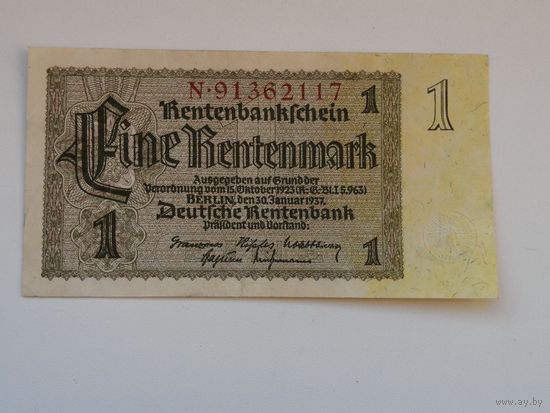 N·91362117
Rentenbankschein 1
Eine Rentenmark
1
Ausgegeben auf Grund der
Verordnung vom 15. Oktober 1923 (R.G.Bl.I S.963)
BERLIN, den 30. Januar 1937.
Deutsche Rentenbank
Präsident und Vorstand:
1
1
www.ay.by